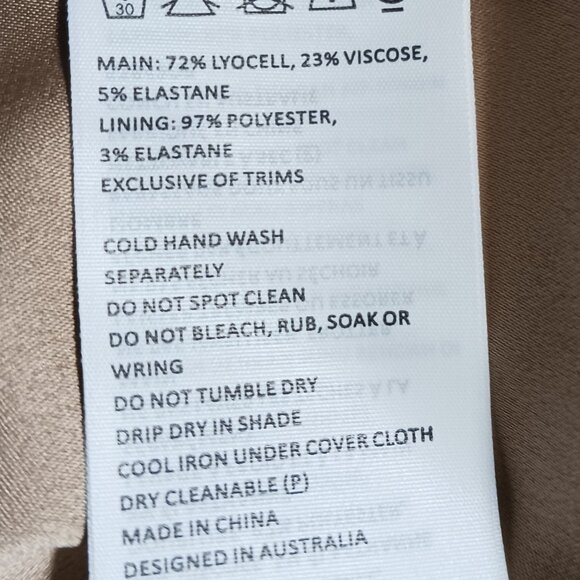 30
MAIN: 72% LYOCELL, 23% VISCOSE,
5% ELASTANE
LINING: 97% POLYESTER,
3% ELASTANE
EXCLUSIVE OF TRIMS
COLD HAND WASH
SEPARATELY
DO NOT SPOT CLEAN
DO NOT BLEACH, RUB, SOAK OR
WRING
DO NOT TUMBLE DRY
DRIP DRY IN SHADE
COOL IRON UNDER COVER CLOTH
DRY CLEANABLE (P)
MADE IN CHINA
DESIGNED IN AUSTRALIA